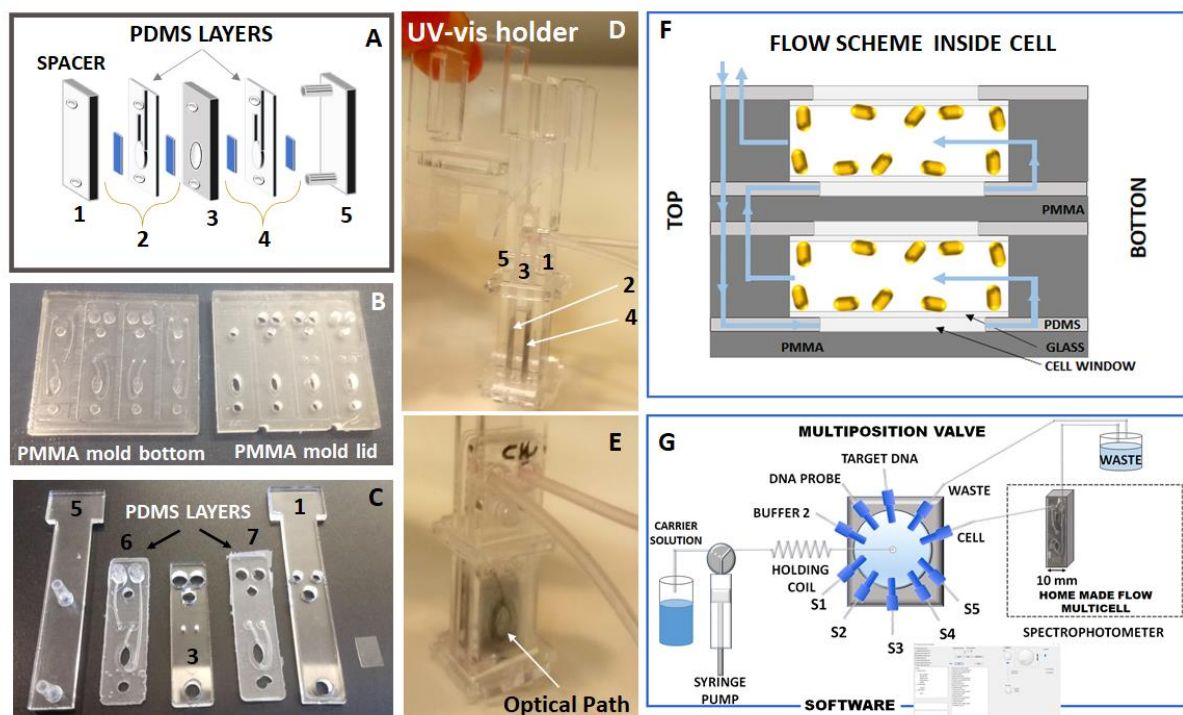 PDMS LAYERS
A
SPACER
1
2
3
4
5
B
PMMA mold bottom
PMMA mold lid
C
5
PDMS LAYERS
6
7
1
3
UV-vis holder
D
5
3
1
2
4
E
Optical Path
F
FLOW SCHEME INSIDE CELL
TOP
BOTTON
PMMA
PDMS
GLASS
PMMA
CELL WINDOW
G
MULTIPOSITION VALVE
TARGET DNA
DNA PROBE
WASTE
BUFFER 2
CELL
WASTE
CARRIER
SOLUTION
HOLDING
COIL
S1
S2
S3
S4
S5
10 mm
HOME MADE FLOW
MULTICELL
SPECTROPHOTOMETER
SYRINGE
PUMP
SOFTWARE